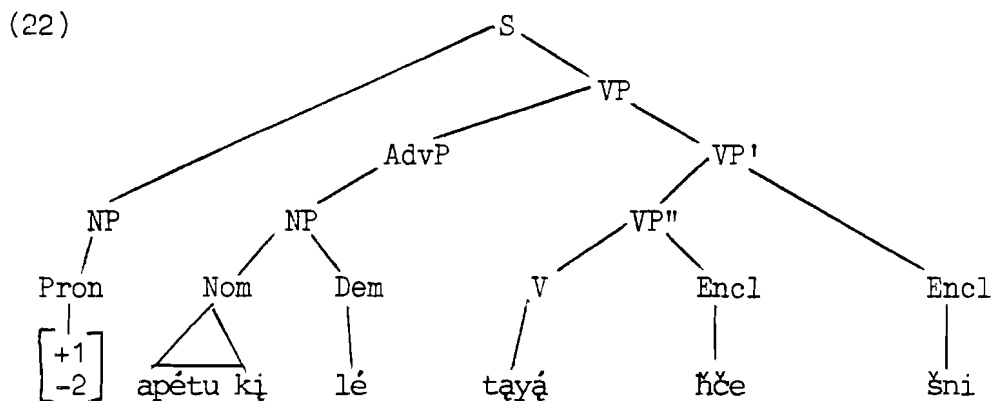 (22)
S
VP
AdvP VP'
NP NP VP"
Pron Nom Dem V Encl Encl
+1
-2
apétu kį lé tąyą́ ȟče šni